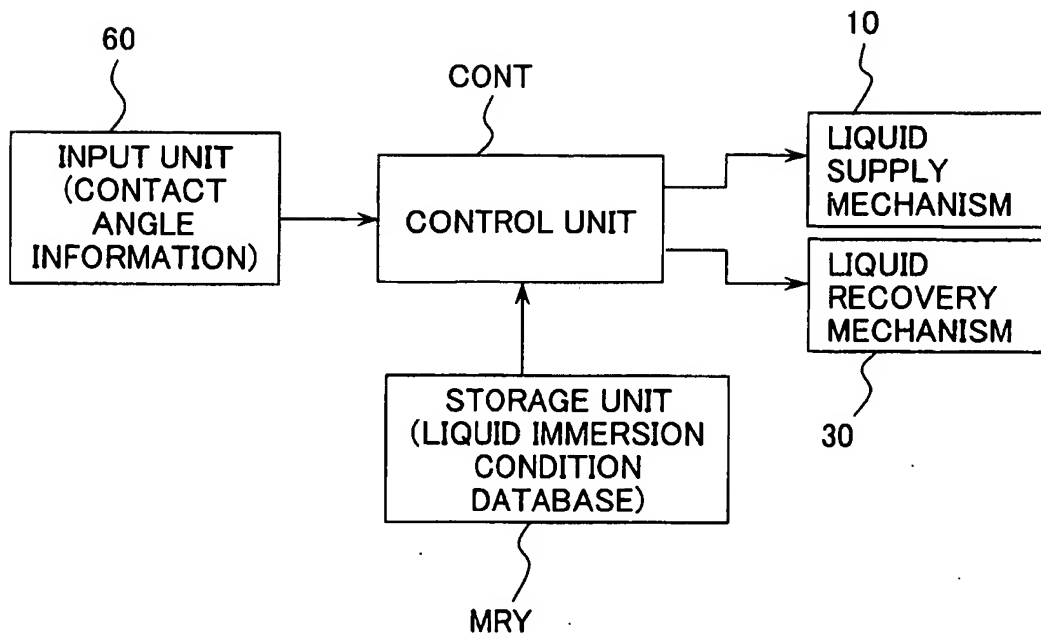 60
10
CONT
INPUT UNIT
(CONTACT
ANGLE
INFORMATION)
CONTROL UNIT
LIQUID
SUPPLY
MECHANISM
LIQUID
RECOVERY
MECHANISM
STORAGE UNIT
(LIQUID IMMERSION
CONDITION
DATABASE)
30
MRY